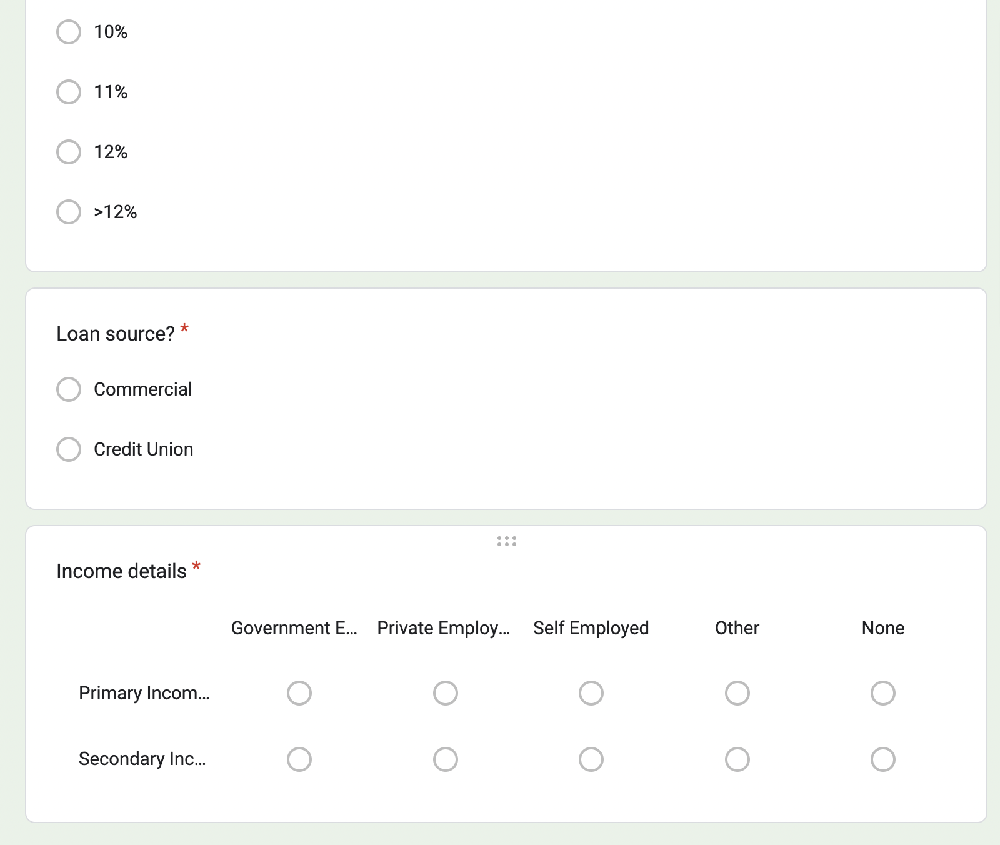 10%
11%
12%
>12%
Loan source? *
Commercial
Credit Union
Income details *
Government E... Private Employ... Self Employed Other None
Primary Incom...
Secondary Inc...